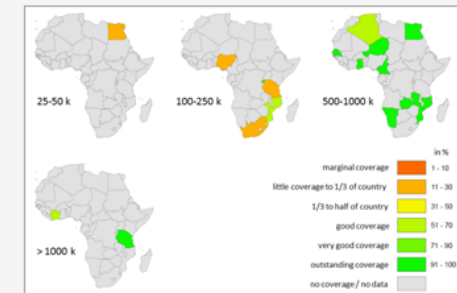 25-50 k
100-250 k
500-1000 k
> 1000 k
in %
marginal coverage 1 - 10
little coverage to 1/3 of country 11 - 30
1/3 to half of country 31 - 50
good coverage 51 - 70
very good coverage 71 - 90
outstanding coverage 91 - 100
no coverage / no data